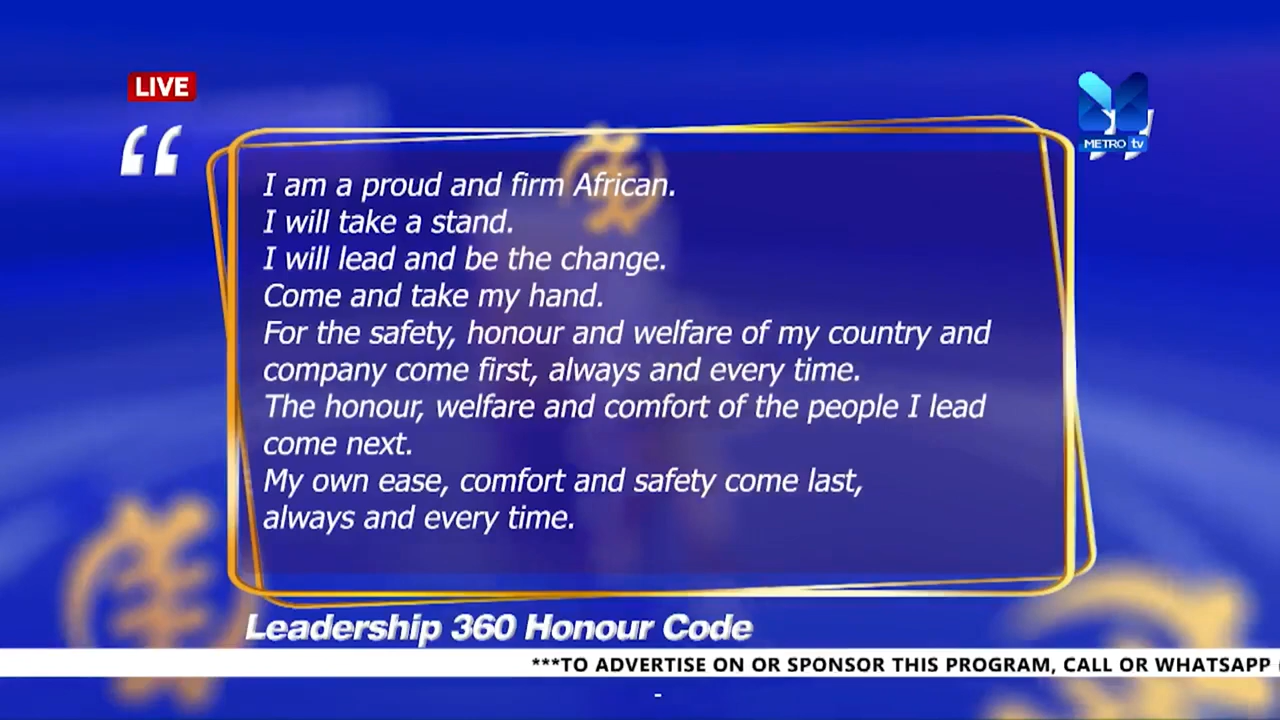 LIVE
METRO tv
“
I am a proud and firm African.
I will take a stand.
I will lead and be the change.
Come and take my hand.
For the safety, honour and welfare of my country and
company come first, always and every time.
The honour, welfare and comfort of the people I lead
come next.
My own ease, comfort and safety come last,
always and every time.
”
Leadership 360 Honour Code
***TO ADVERTISE ON OR SPONSOR THIS PROGRAM, CALL OR WHATSAPP
-